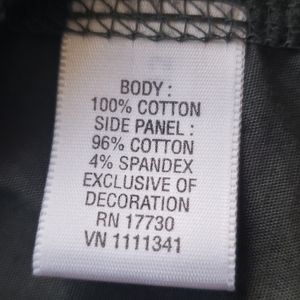 BODY :
100% COTTON
SIDE PANEL :
96% COTTON
4% SPANDEX
EXCLUSIVE OF
DECORATION
RN 17730
VN 1111341